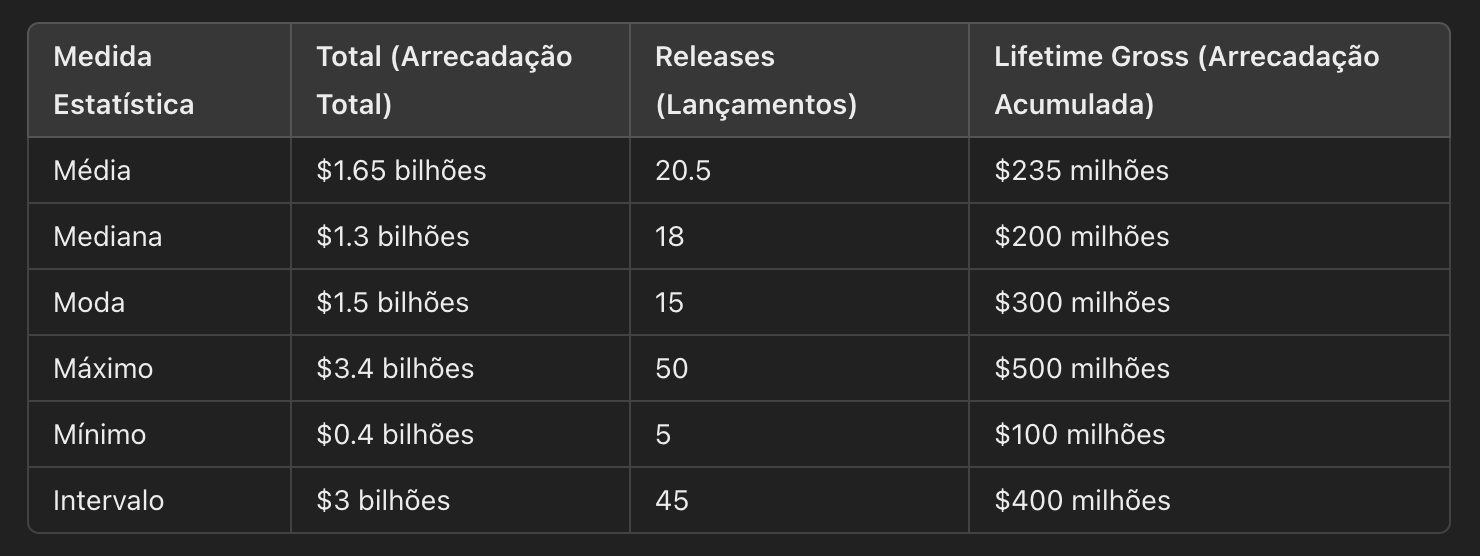 Medida Estatística
Total (Arrecadação Total)
Releases (Lançamentos)
Lifetime Gross (Arrecadação Acumulada)
Média $1.65 bilhões 20.5 $235 milhões
Mediana $1.3 bilhões 18 $200 milhões
Moda $1.5 bilhões 15 $300 milhões
Máximo $3.4 bilhões 50 $500 milhões
Mínimo $0.4 bilhões 5 $100 milhões
Intervalo $3 bilhões 45 $400 milhões